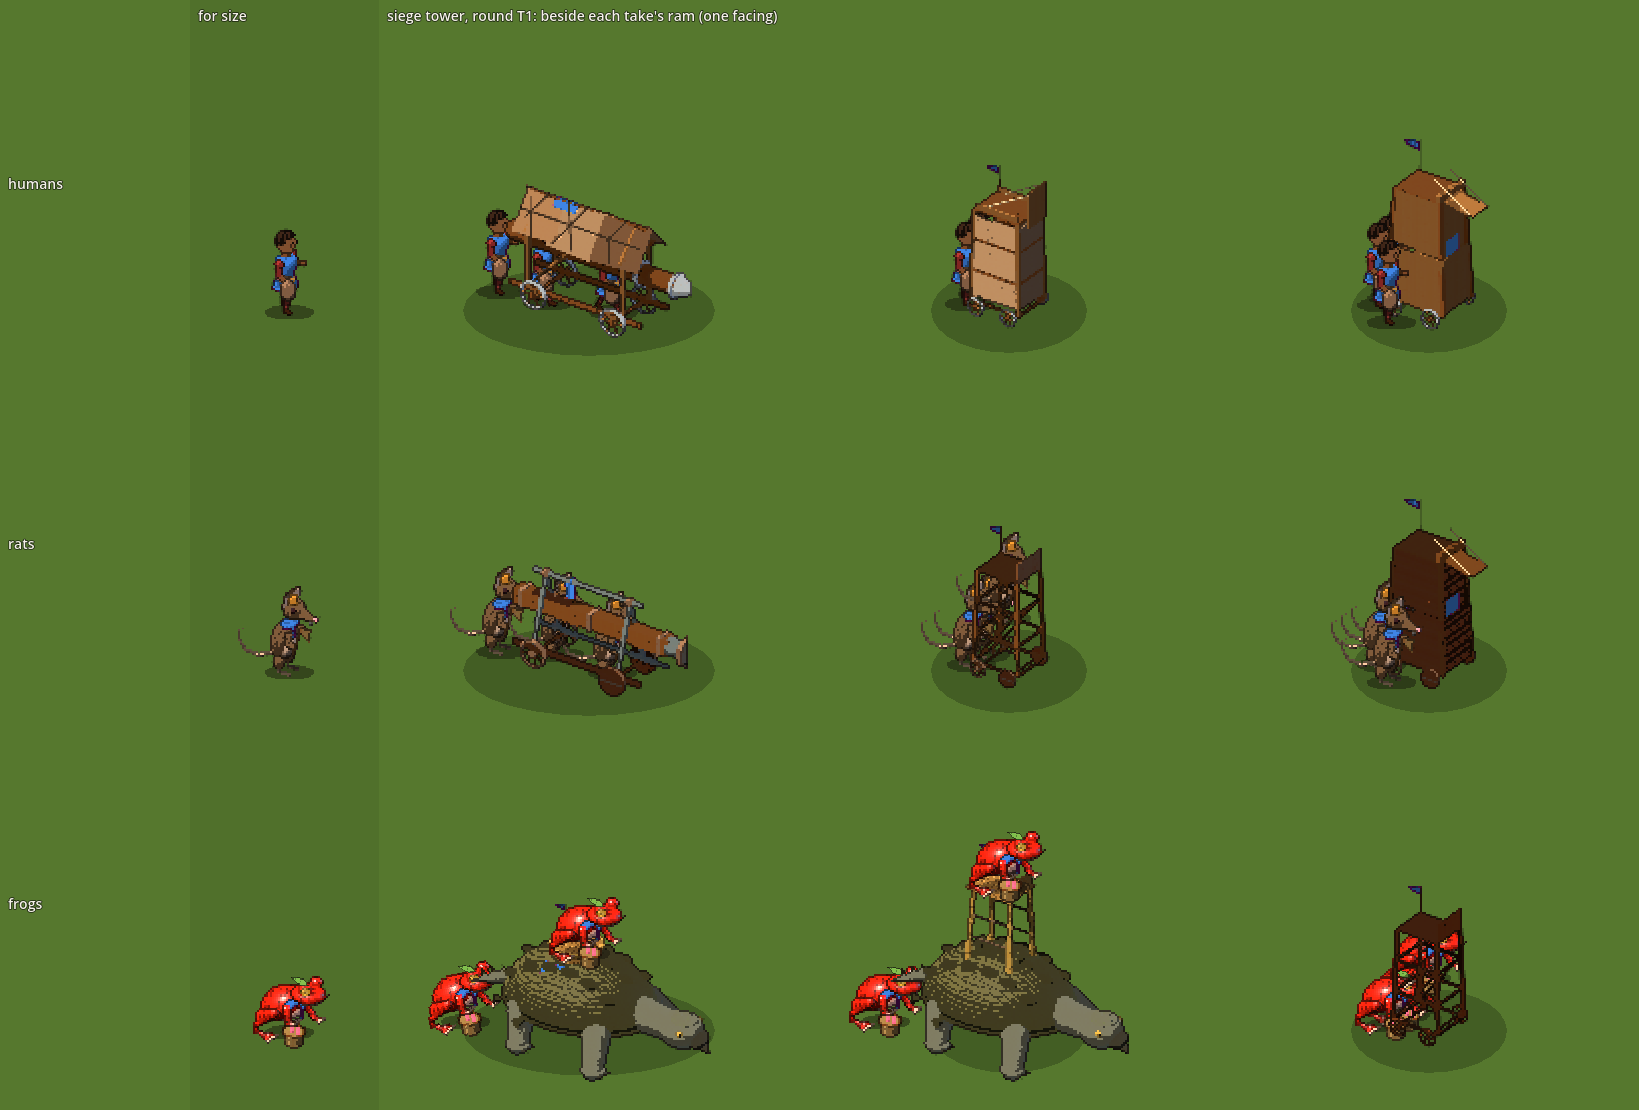 for size
siege tower, round T1: beside each take's ram (one facing)
humans
rats
frogs